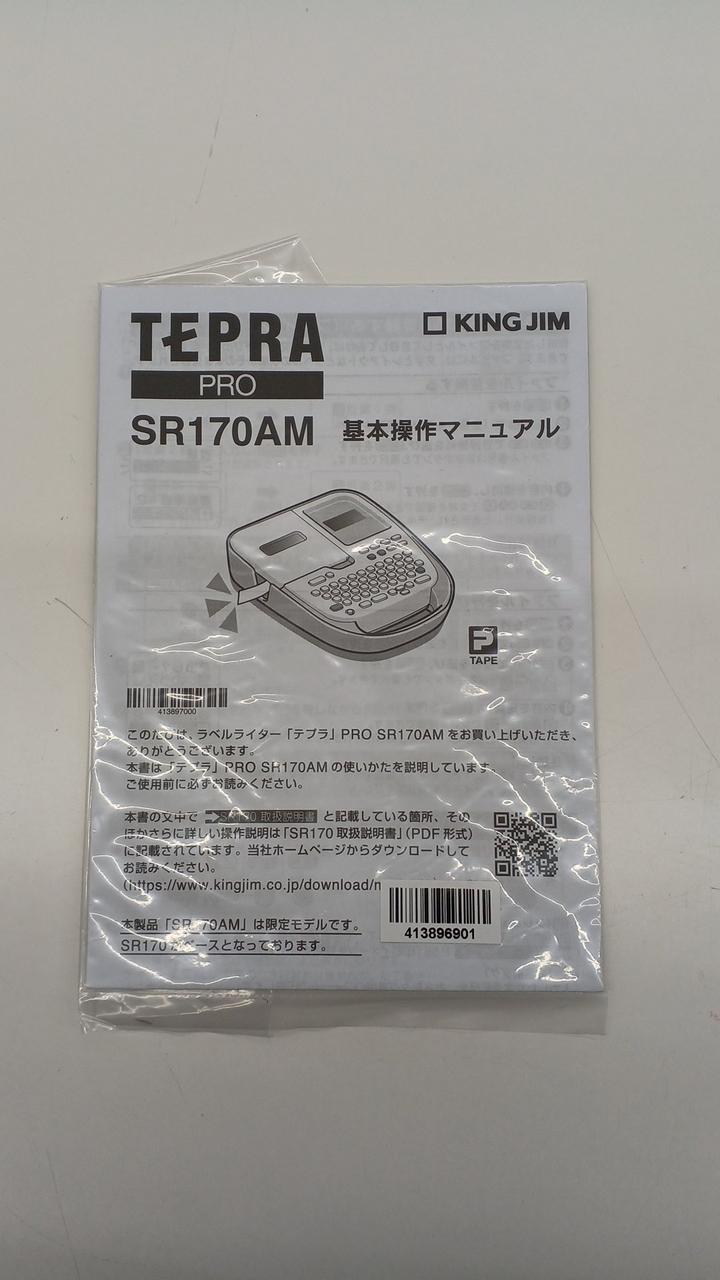 TEPRA
PRO
KING JIM
SR170AM 基本操作マニュアル
TAPE
413897000
このたびは、ラベルライター「テプラ」PRO SR170AM をお買い上げいただき、
ありがとうございます。
本書は「テプラ」PRO SR170AM の使いかたを説明しています。
ご使用前に必ずお読みください。
本書の文中で SR170 取扱説明書 と記載している箇所、その
ほかさらに詳しい操作説明は「SR170 取扱説明書」（PDF 形式）
に記載されています。当社ホームページからダウンロードして
お読みください。
（https://www.kingjim.co.jp/download/
413896901
本製品「SR170AM」は限定モデルです。
SR170 がベースとなっております。